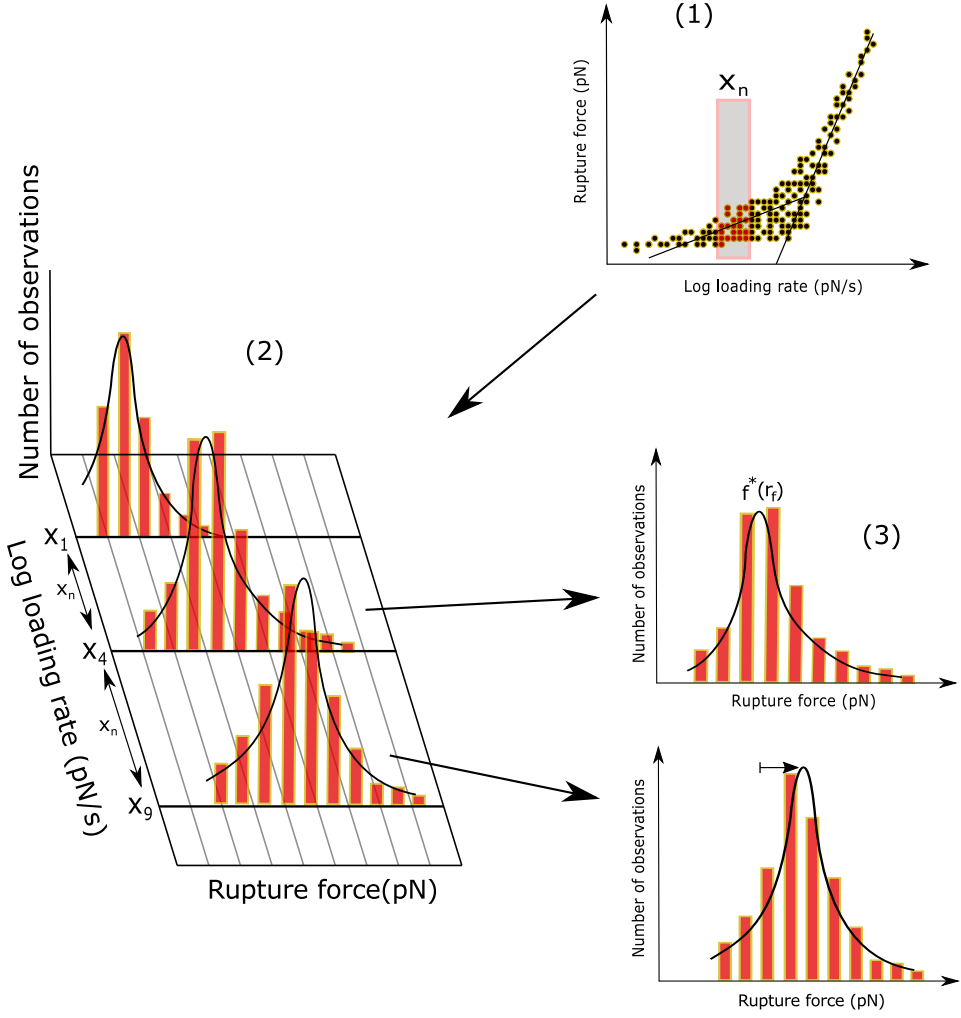 (1)
Rupture force (pN)
x n
Log loading rate (pN/s)
(2)
Number of observations
x1
xn
x4
xn
x9
Log loading rate (pN/s)
Rupture force(pN)
(3)
f*(rf)
Number of observations
Rupture force (pN)
Number of observations
Rupture force (pN)